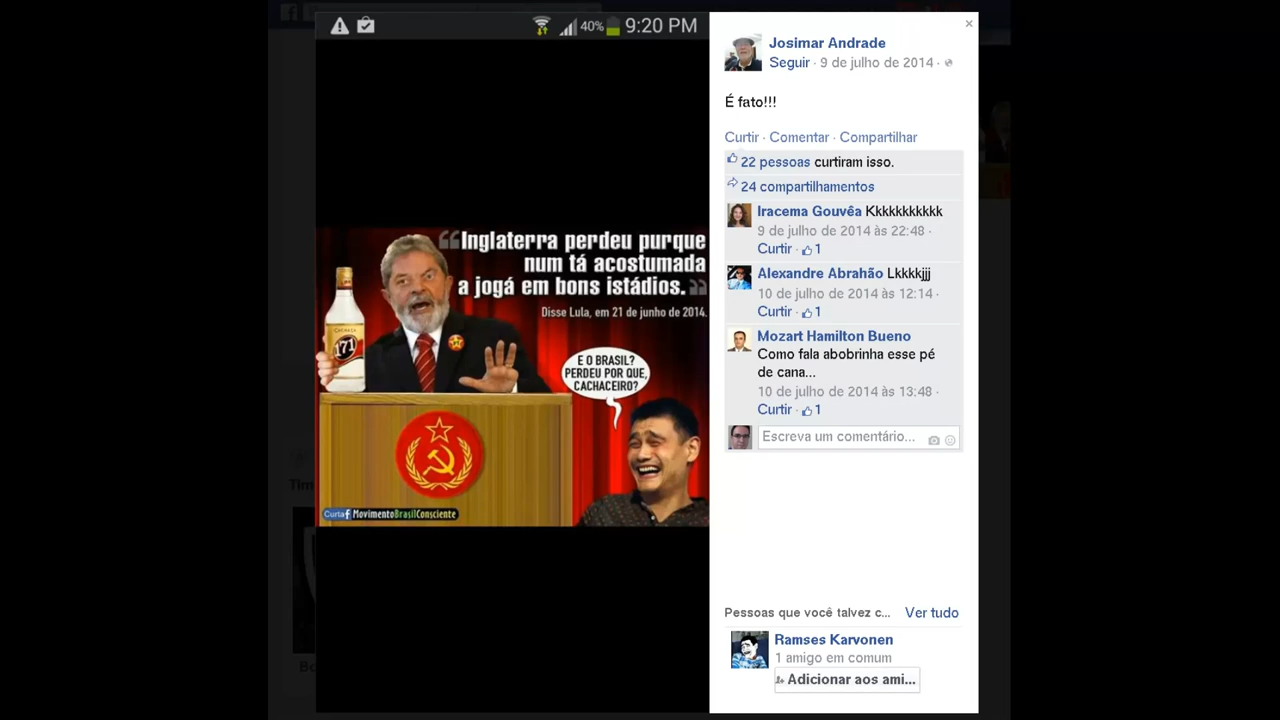 40% 9:20 PM
“Inglaterra perdeu purque
num tá acostumada
a jogá em bons istádios.”
Disse Lula, em 21 de junho de 2014.
CACHAÇA
171
E O BRASIL?
PERDEU POR QUE,
CACHACEIRO?
Curta f MovimentoBrasilConsciente
×
Josimar Andrade
Seguir · 9 de julho de 2014 ·
É fato!!!
Curtir · Comentar · Compartilhar
22 pessoas curtiram isso.
24 compartilhamentos
Iracema Gouvêa Kkkkkkkkkkk
9 de julho de 2014 às 22:48 ·
Curtir · 1
Alexandre Abrahão Lkkkkjjj
10 de julho de 2014 às 12:14 ·
Curtir · 1
Mozart Hamilton Bueno
Como fala abobrinha esse pé
de cana...
10 de julho de 2014 às 13:48 ·
Curtir · 1
Escreva um comentário...
Pessoas que você talvez c... Ver tudo
Ramses Karvonen
1 amigo em comum
Adicionar aos ami...